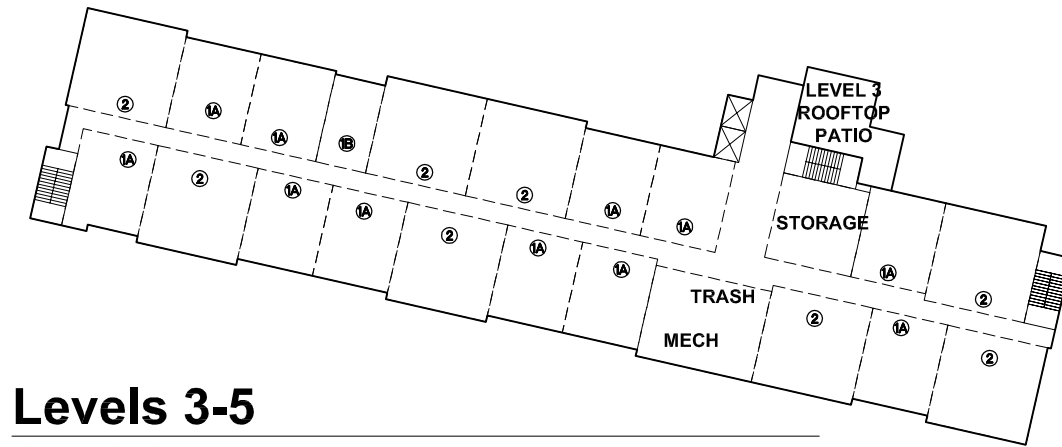 LEVEL 3
ROOFTOP
PATIO
2
1A
1A
1B
2
2
1A
1A
1A
2
1A
1A
2
1A
1A
STORAGE
1A
2
TRASH
MECH
2
1A
2
Levels 3-5